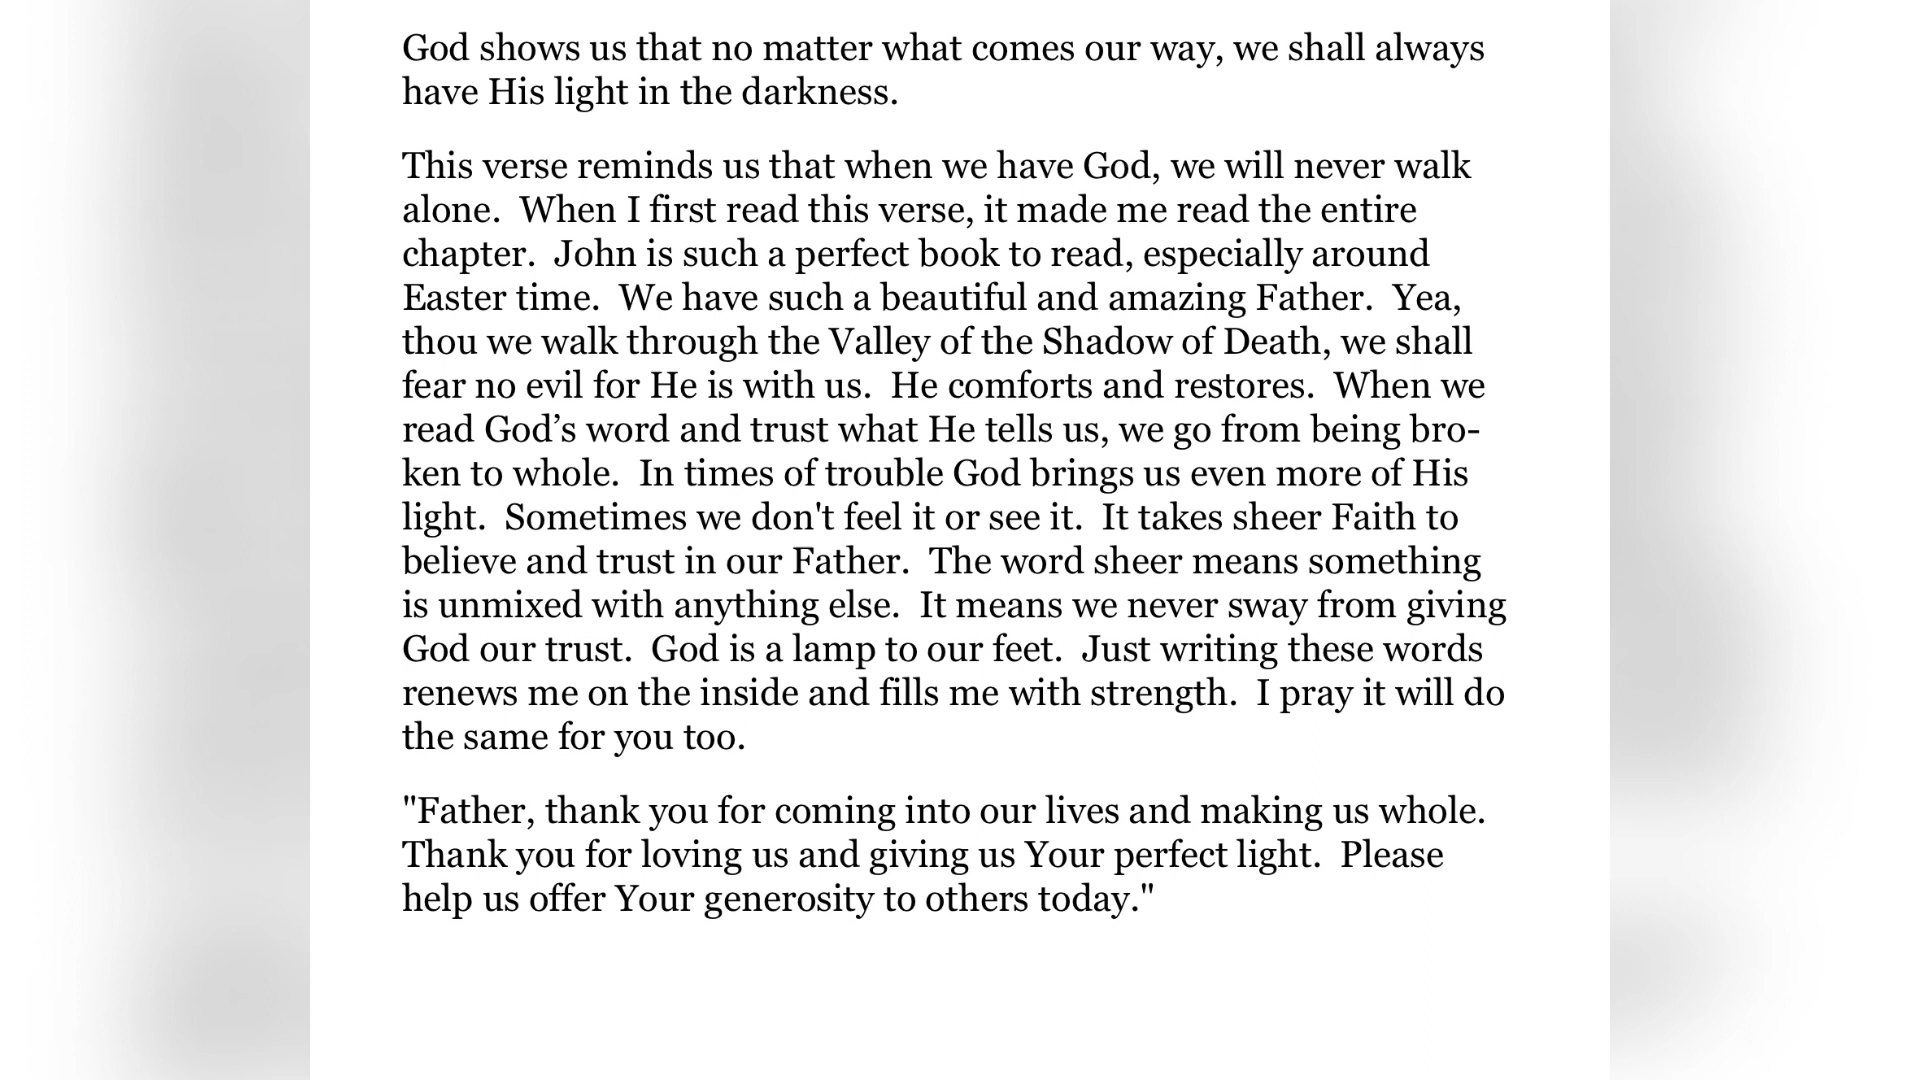 God shows us that no matter what comes our way, we shall always
have His light in the darkness.
This verse reminds us that when we have God, we will never walk
alone.  When I first read this verse, it made me read the entire
chapter.  John is such a perfect book to read, especially around
Easter time.  We have such a beautiful and amazing Father.  Yea,
thou we walk through the Valley of the Shadow of Death, we shall
fear no evil for He is with us.  He comforts and restores.  When we
read God’s word and trust what He tells us, we go from being bro-
ken to whole.  In times of trouble God brings us even more of His
light.  Sometimes we don't feel it or see it.  It takes sheer Faith to
believe and trust in our Father.  The word sheer means something
is unmixed with anything else.  It means we never sway from giving
God our trust.  God is a lamp to our feet.  Just writing these words
renews me on the inside and fills me with strength.  I pray it will do
the same for you too.
"Father, thank you for coming into our lives and making us whole.
Thank you for loving us and giving us Your perfect light.  Please
help us offer Your generosity to others today."